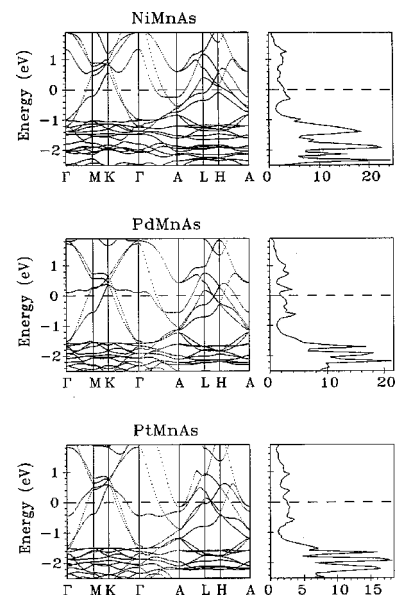 NiMnAs
Energy (eV)
1
0
−1
−2
Γ M K Γ A L H A
0 10 20
PdMnAs
Energy (eV)
1
0
−1
−2
Γ M K Γ A L H A
0 10 20
PtMnAs
Energy (eV)
1
0
−1
−2
Γ M K Γ A L H A
0 5 10 15